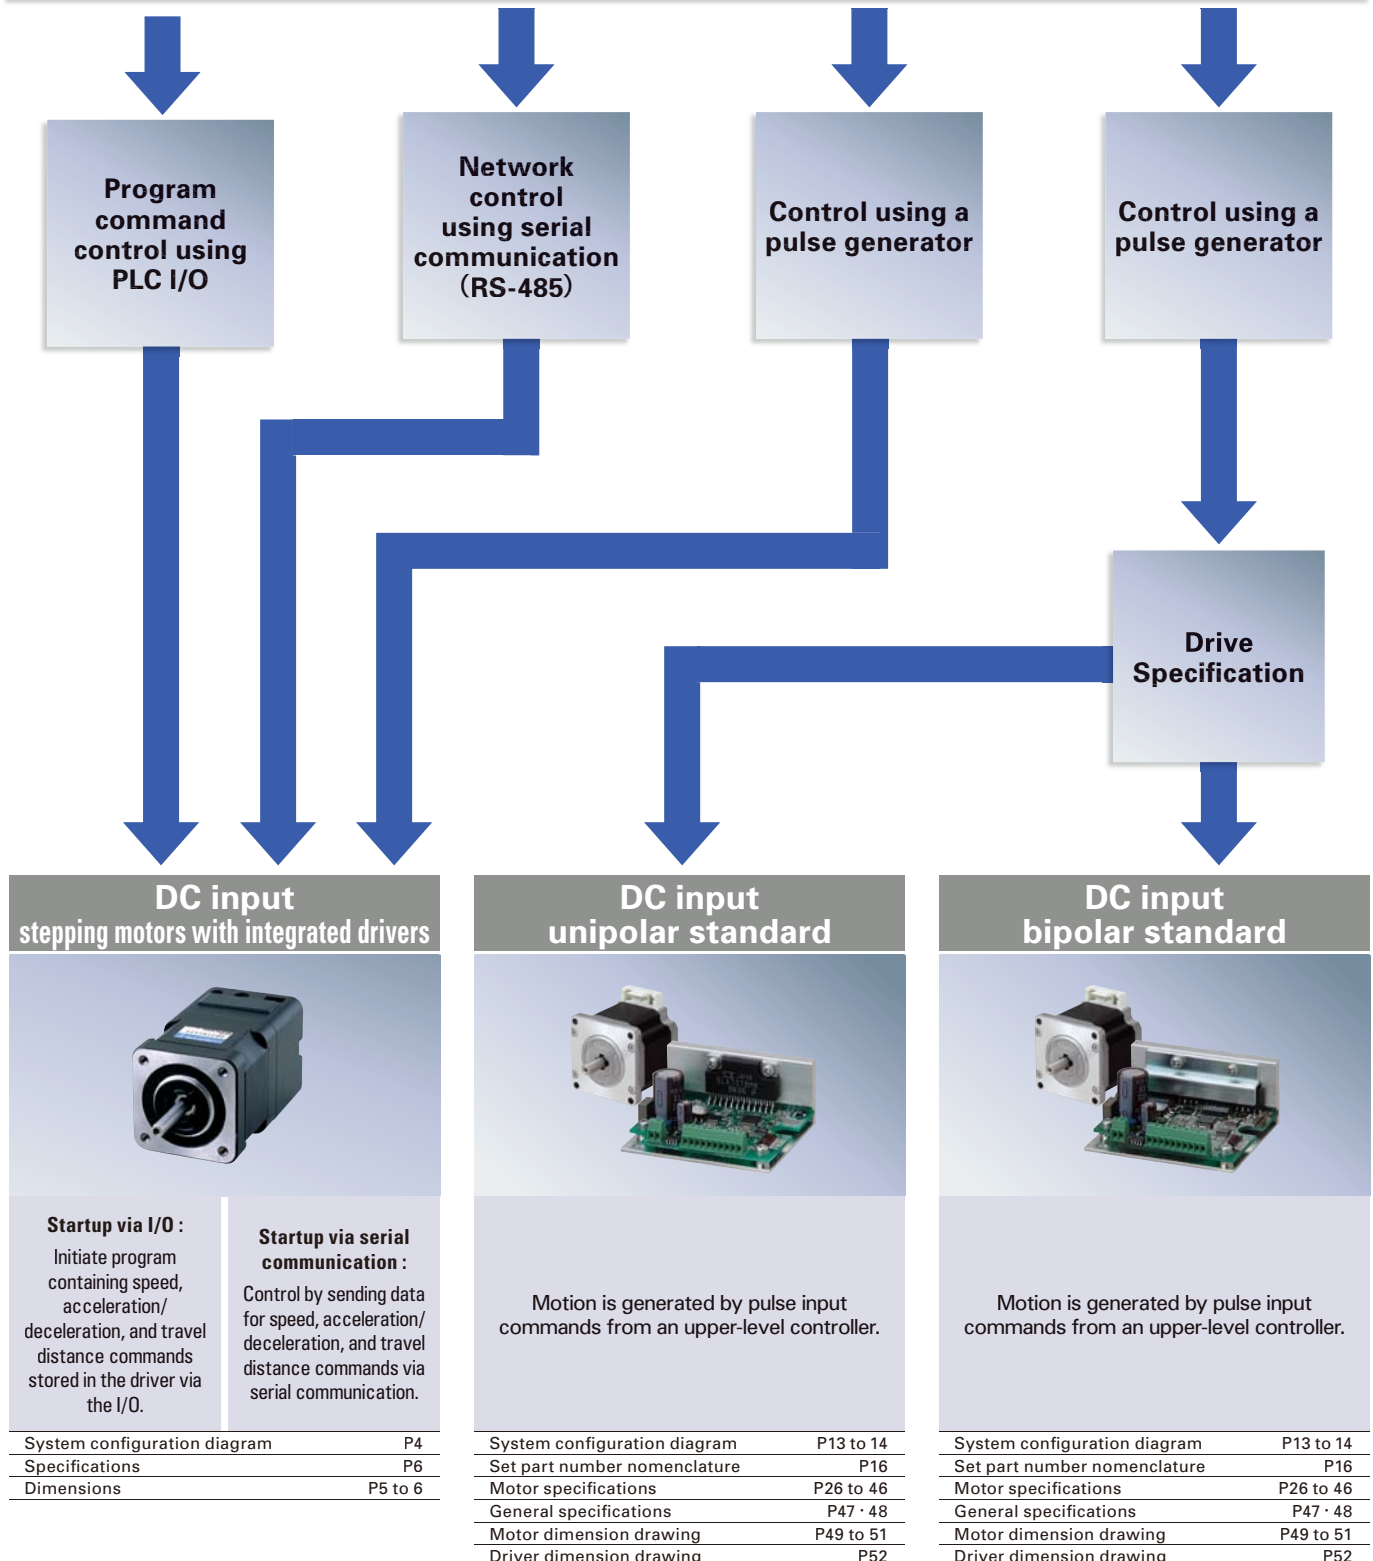 Program
command
control using
PLC I/O
Network
control
using serial
communication
(RS-485)
Control using a
pulse generator
Control using a
pulse generator
Drive
Specification
DC input
stepping motors with integrated drivers
Startup via I/O :
Initiate program
containing speed,
acceleration/
deceleration, and travel
distance commands
stored in the driver via
the I/O.
Startup via serial
communication :
Control by sending data
for speed, acceleration/
deceleration, and travel
distance commands via
serial communication.
System configuration diagram P4
Specifications P6
Dimensions P5 to 6
DC input
unipolar standard
Motion is generated by pulse input
commands from an upper-level controller.
System configuration diagram P13 to 14
Set part number nomenclature P16
Motor specifications P26 to 46
General specifications P47・48
Motor dimension drawing P49 to 51
Driver dimension drawing P52
DC input
bipolar standard
Motion is generated by pulse input
commands from an upper-level controller.
System configuration diagram P13 to 14
Set part number nomenclature P16
Motor specifications P26 to 46
General specifications P47・48
Motor dimension drawing P49 to 51
Driver dimension drawing P52